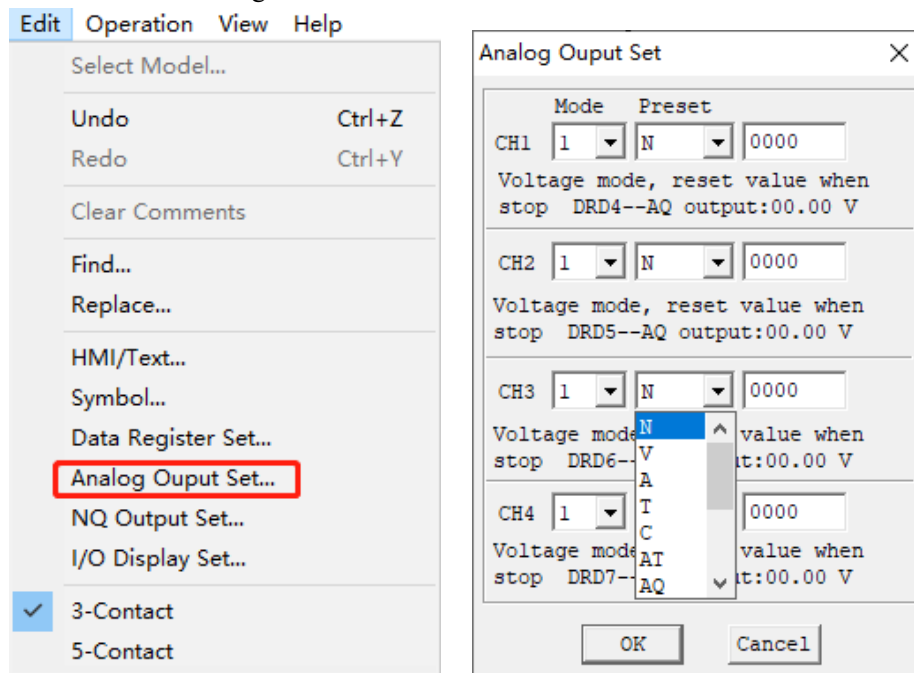 Edit Operation View Help
Select Model...
Undo Ctrl+Z
Redo Ctrl+Y
Clear Comments
Find...
Replace...
HMI/Text...
Symbol...
Data Register Set...
Analog Ouput Set...
NQ Output Set...
I/O Display Set...
3-Contact
5-Contact
Analog Ouput Set
Mode Preset
CH1 1 N 0000
Voltage mode, reset value when
stop DRD4--AQ output:00.00 V
CH2 1 N 0000
Voltage mode, reset value when
stop DRD5--AQ output:00.00 V
CH3 1 N 0000
N
V
A
T
C
AT
AQ
Voltage mode value when
stop DRD6-- ut:00.00 V
CH4 1 0000
Voltage mode value when
stop DRD7-- ut:00.00 V
OK Cancel